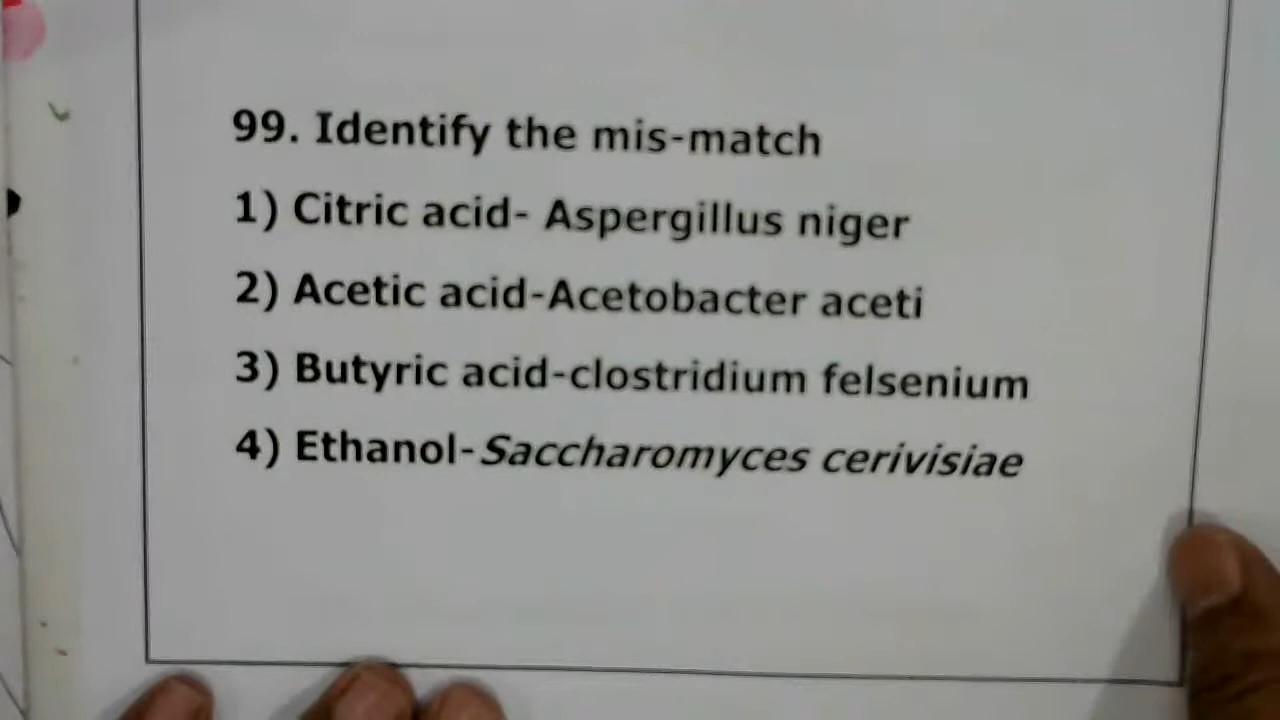 99. Identify the mis-match
1) Citric acid- Aspergillus niger
2) Acetic acid-Acetobacter aceti
3) Butyric acid-clostridium felsenium
4) Ethanol-Saccharomyces cerivisiae